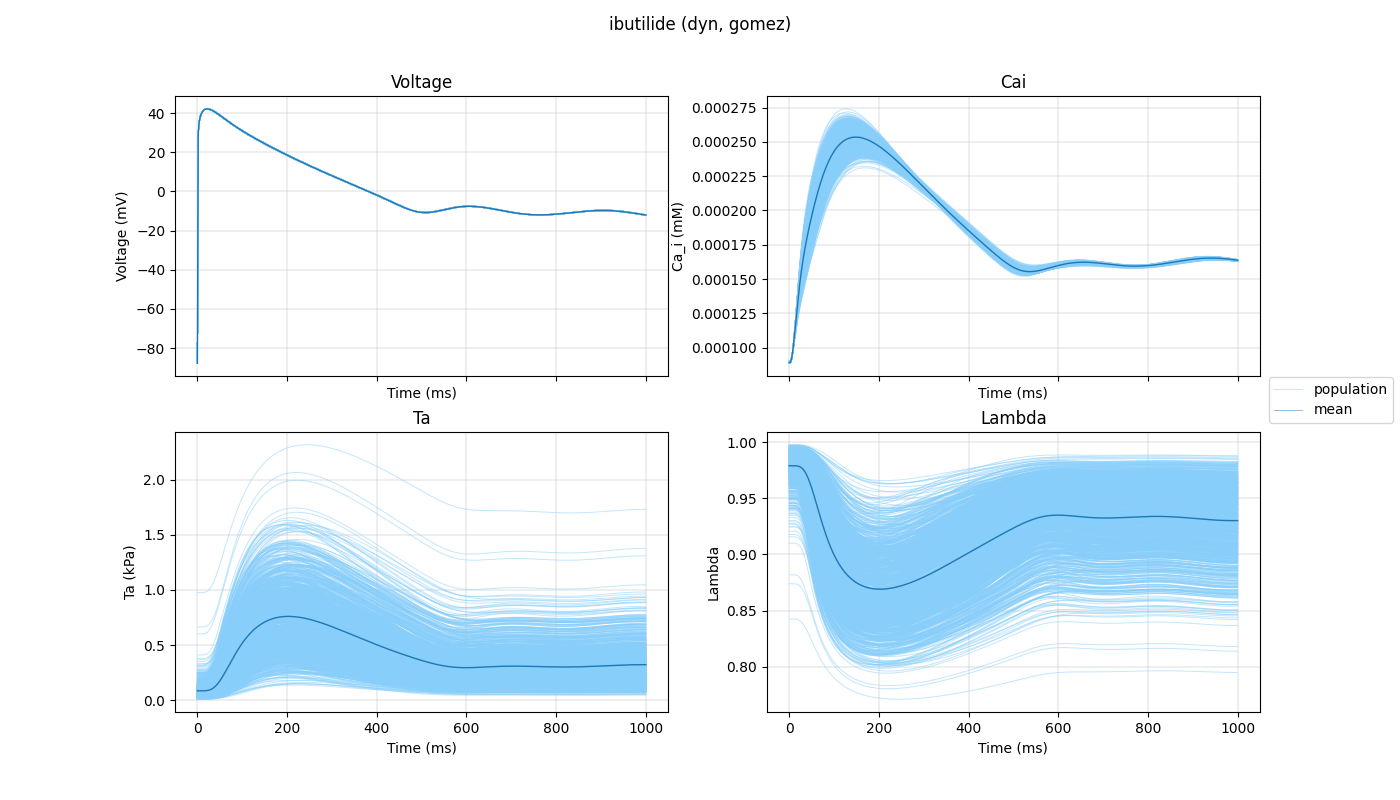 ibutilide (dyn, gomez)
Voltage
40
20
0
−20
−40
−60
−80
Voltage (mV)
Time (ms)
Cai
0.000275
0.000250
0.000225
0.000200
0.000175
0.000150
0.000125
0.000100
Ca_i (mM)
Time (ms)
population
mean
Ta
2.0
1.5
1.0
0.5
0.0
Ta (kPa)
0 200 400 600 800 1000
Time (ms)
Lambda
1.00
0.95
0.90
0.85
0.80
Lambda
0 200 400 600 800 1000
Time (ms)